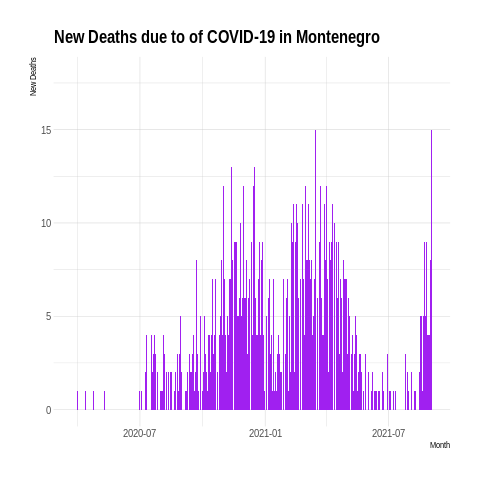 New Deaths due to of COVID-19 in Montenegro
New Deaths
15
10
5
0
2020-07 2021-01 2021-07
Month